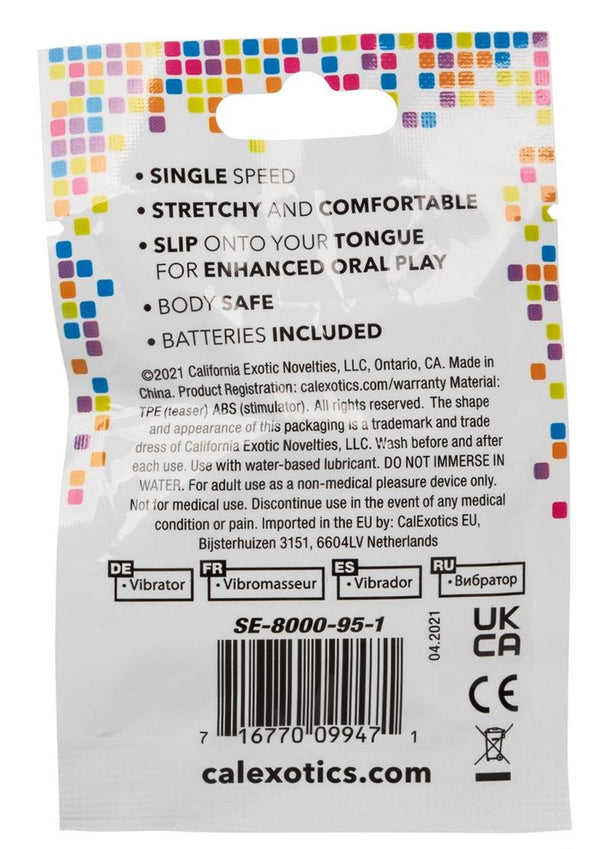 • SINGLE SPEED
• STRETCHY AND COMFORTABLE
• SLIP ONTO YOUR TONGUE
FOR ENHANCED ORAL PLAY
• BODY SAFE
• BATTERIES INCLUDED
©2021 California Exotic Novelties, LLC, Ontario, CA. Made in
China. Product Registration: calexotics.com/warranty Material:
TPE (teaser) ABS (stimulator). All rights reserved. The shape
and appearance of this packaging is a trademark and trade
dress of California Exotic Novelties, LLC. Wash before and after
each use. Use with water-based lubricant. DO NOT IMMERSE IN
WATER. For adult use as a non-medical pleasure device only.
Not for medical use. Discontinue use in the event of any medical
condition or pain. Imported in the EU by: CalExotics EU,
Bijsterhuizen 3151, 6604LV Netherlands
DE • Vibrator FR • Vibromasseur ES • Vibrador RU • Вибратор
SE-8000-95-1
04.2021
UK
CA
CE
7 16770 09947 1
calexotics.com